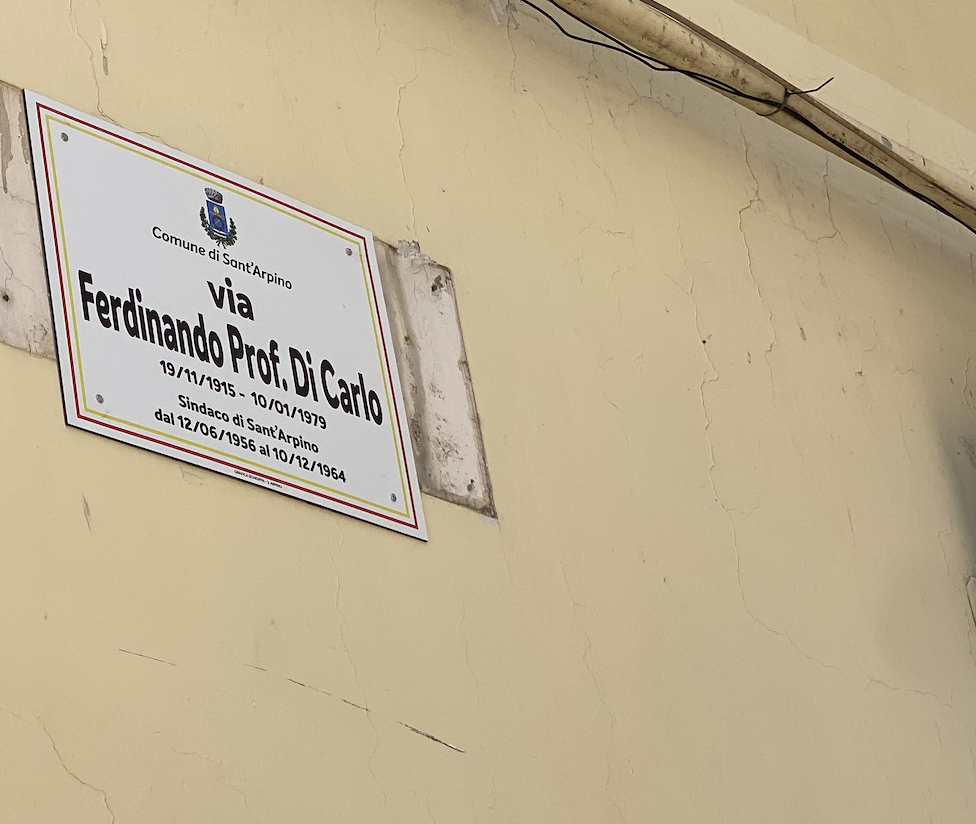 Comune di Sant'Arpino
via
Ferdinando Prof. Di Carlo
19/11/1915 - 10/01/1979
Sindaco di Sant'Arpino
dal 12/06/1956 al 10/12/1964